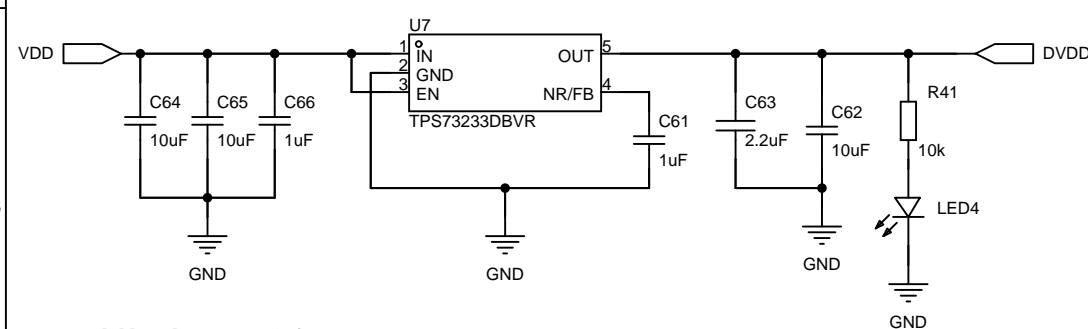 U7
VDD
1
IN
2
GND
3
EN
OUT
5
NR/FB
4
TPS73233DBVR
DVDD
C64
10uF
C65
10uF
C66
1uF
C61
1uF
C63
2.2uF
C62
10uF
R41
10k
LED4
GND
GND
GND
GND